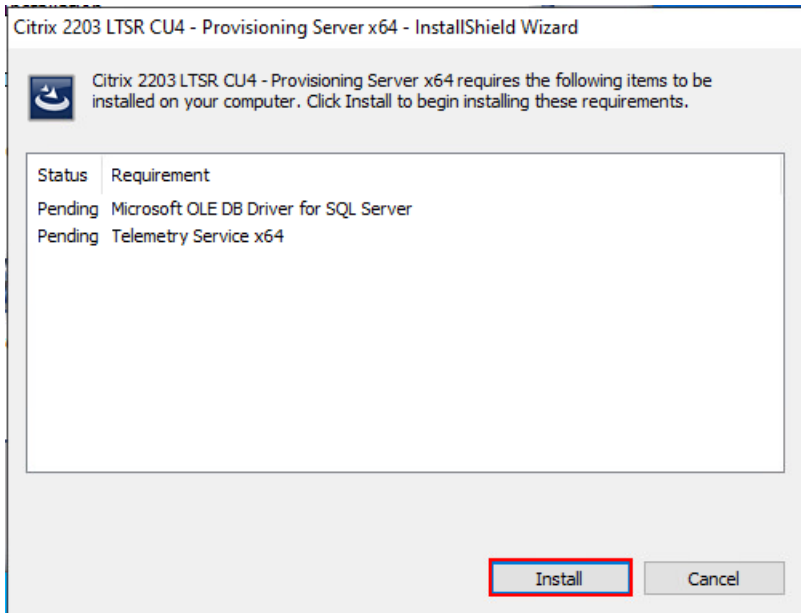 Citrix 2203 LTSR CU4 - Provisioning Server x64 - InstallShield Wizard
Citrix 2203 LTSR CU4 - Provisioning Server x64 requires the following items to be
installed on your computer. Click Install to begin installing these requirements.
Status Requirement
Pending Microsoft OLE DB Driver for SQL Server
Pending Telemetry Service x64
Install Cancel